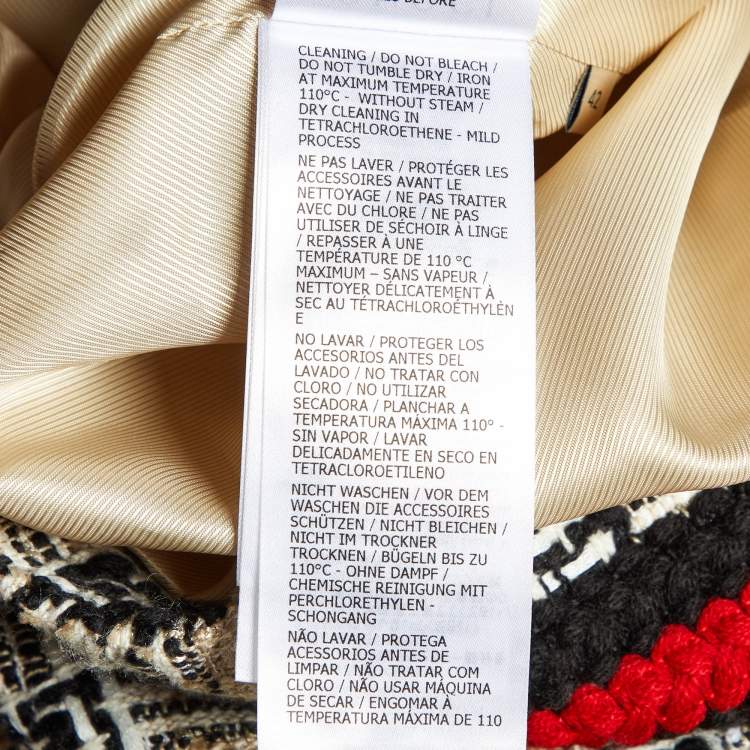 BEFORE
CLEANING / DO NOT BLEACH /
DO NOT TUMBLE DRY / IRON
AT MAXIMUM TEMPERATURE
110°C - WITHOUT STEAM /
DRY CLEANING IN
TETRACHLOROETHENE - MILD
PROCESS
NE PAS LAVER / PROTÉGER LES
ACCESSOIRES AVANT LE
NETTOYAGE / NE PAS TRAITER
AVEC DU CHLORE / NE PAS
UTILISER DE SÉCHOIR À LINGE
/ REPASSER À UNE
TEMPÉRATURE DE 110 °C
MAXIMUM – SANS VAPEUR /
NETTOYER DÉLICATEMENT À
SEC AU TÉTRACHLOROÉTHYLÈN
E
NO LAVAR / PROTEGER LOS
ACCESORIOS ANTES DEL
LAVADO / NO TRATAR CON
CLORO / NO UTILIZAR
SECADORA / PLANCHAR A
TEMPERATURA MÁXIMA 110° -
SIN VAPOR / LAVAR
DELICADAMENTE EN SECO EN
TETRACLOROETILENO
NICHT WASCHEN / VOR DEM
WASCHEN DIE ACCESSOIRES
SCHÜTZEN / NICHT BLEICHEN /
NICHT IM TROCKNER
TROCKNEN / BÜGELN BIS ZU
110°C - OHNE DAMPF /
CHEMISCHE REINIGUNG MIT
PERCHLORETHYLEN -
SCHONGANG
NÃO LAVAR / PROTEGA
ACESSORIOS ANTES DE
LIMPAR / NÃO TRATAR COM
CLORO / NÃO USAR MÁQUINA
DE SECAR / ENGOMAR À
TEMPERATURA MÁXIMA DE 110